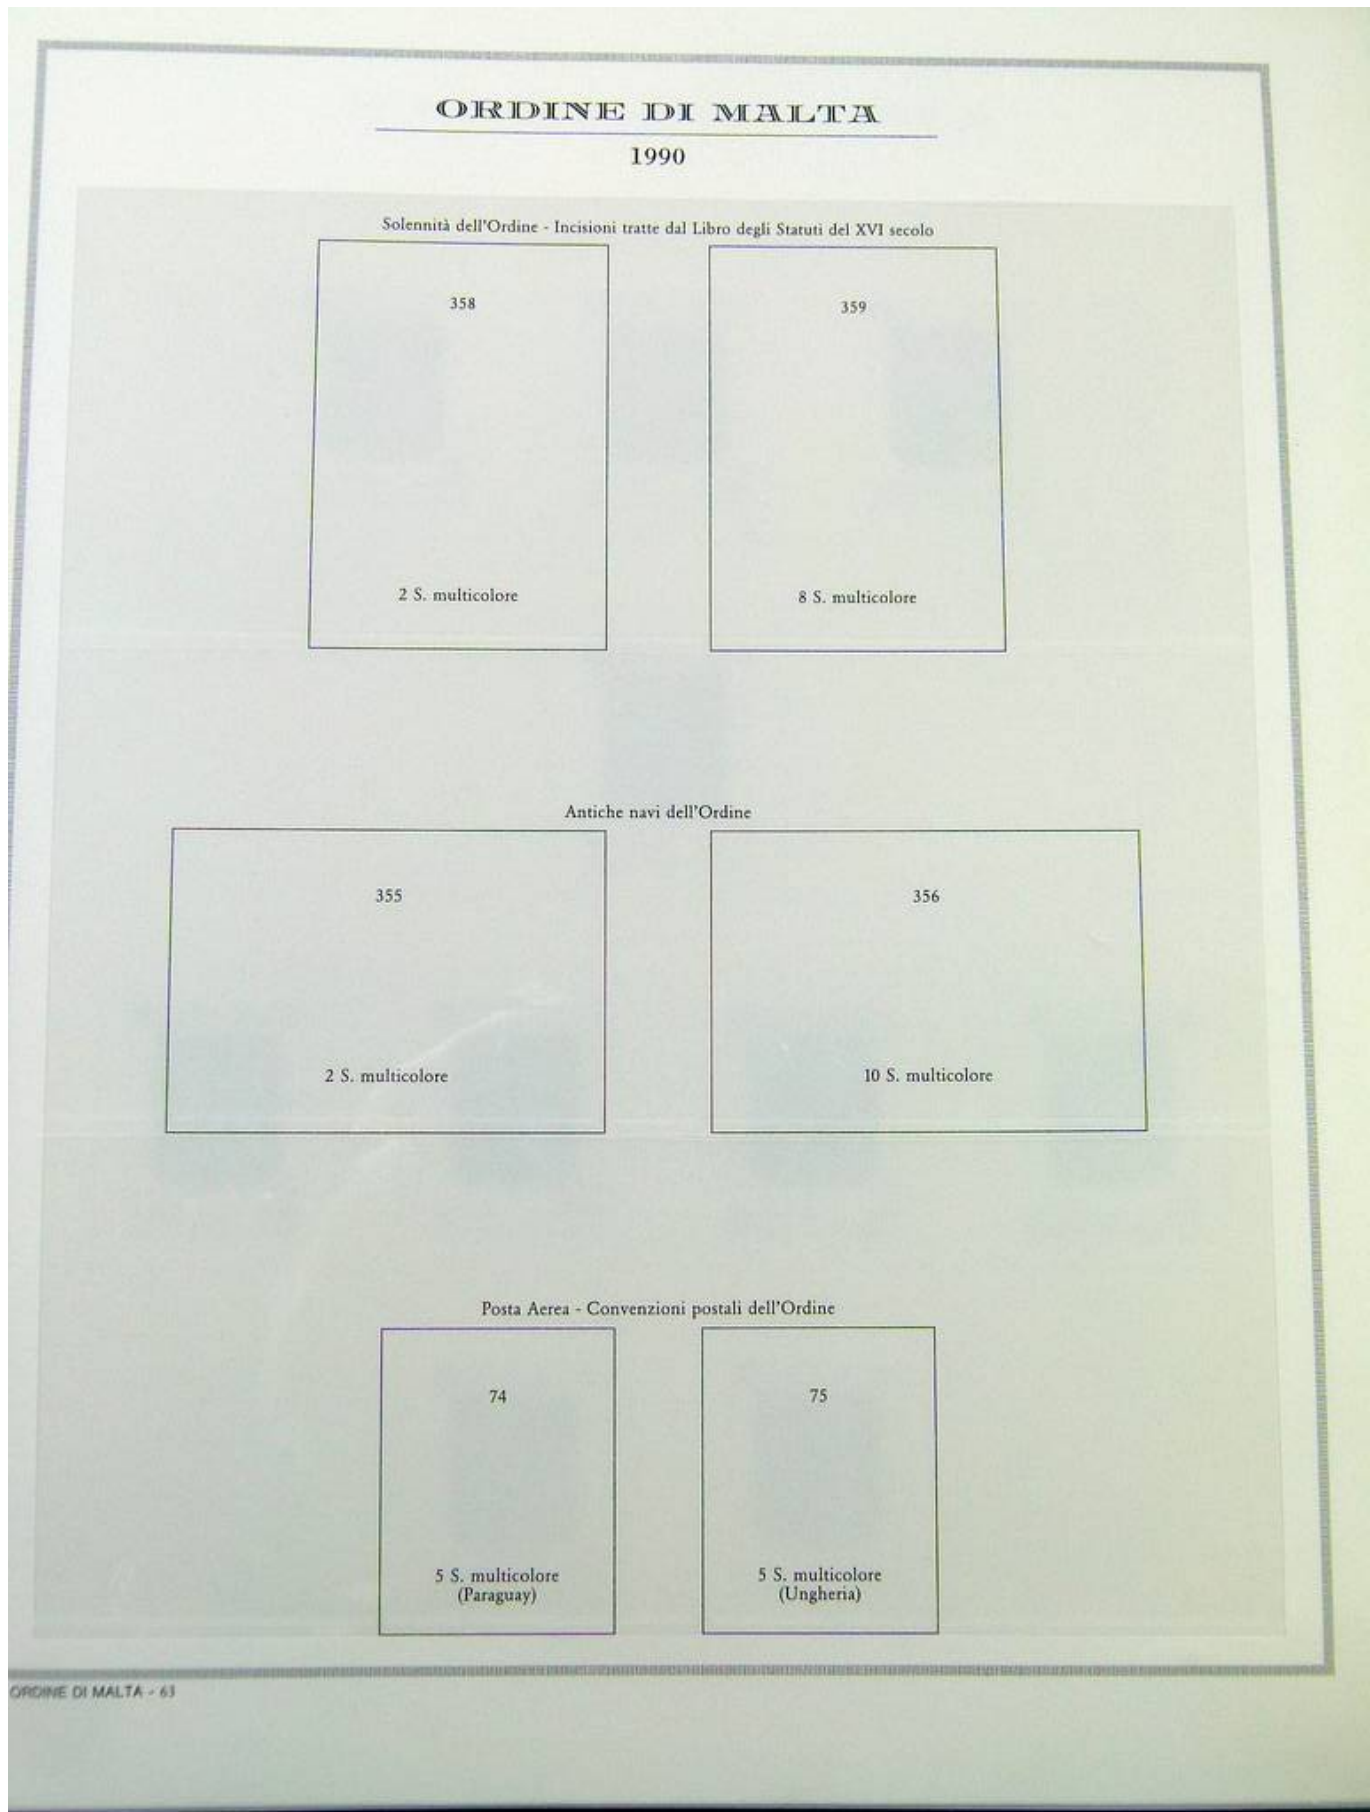 ORDINE DI MALTA
1990
Solennità dell'Ordine - Incisioni tratte dal Libro degli Statuti del XVI secolo
358
359
2 S. multicolore
8 S. multicolore
Antiche navi dell'Ordine
355
356
2 S. multicolore
10 S. multicolore
Posta Aerea - Convenzioni postali dell'Ordine
74
75
5 S. multicolore
(Paraguay)
5 S. multicolore
(Ungheria)
ORDINE DI MALTA - 63